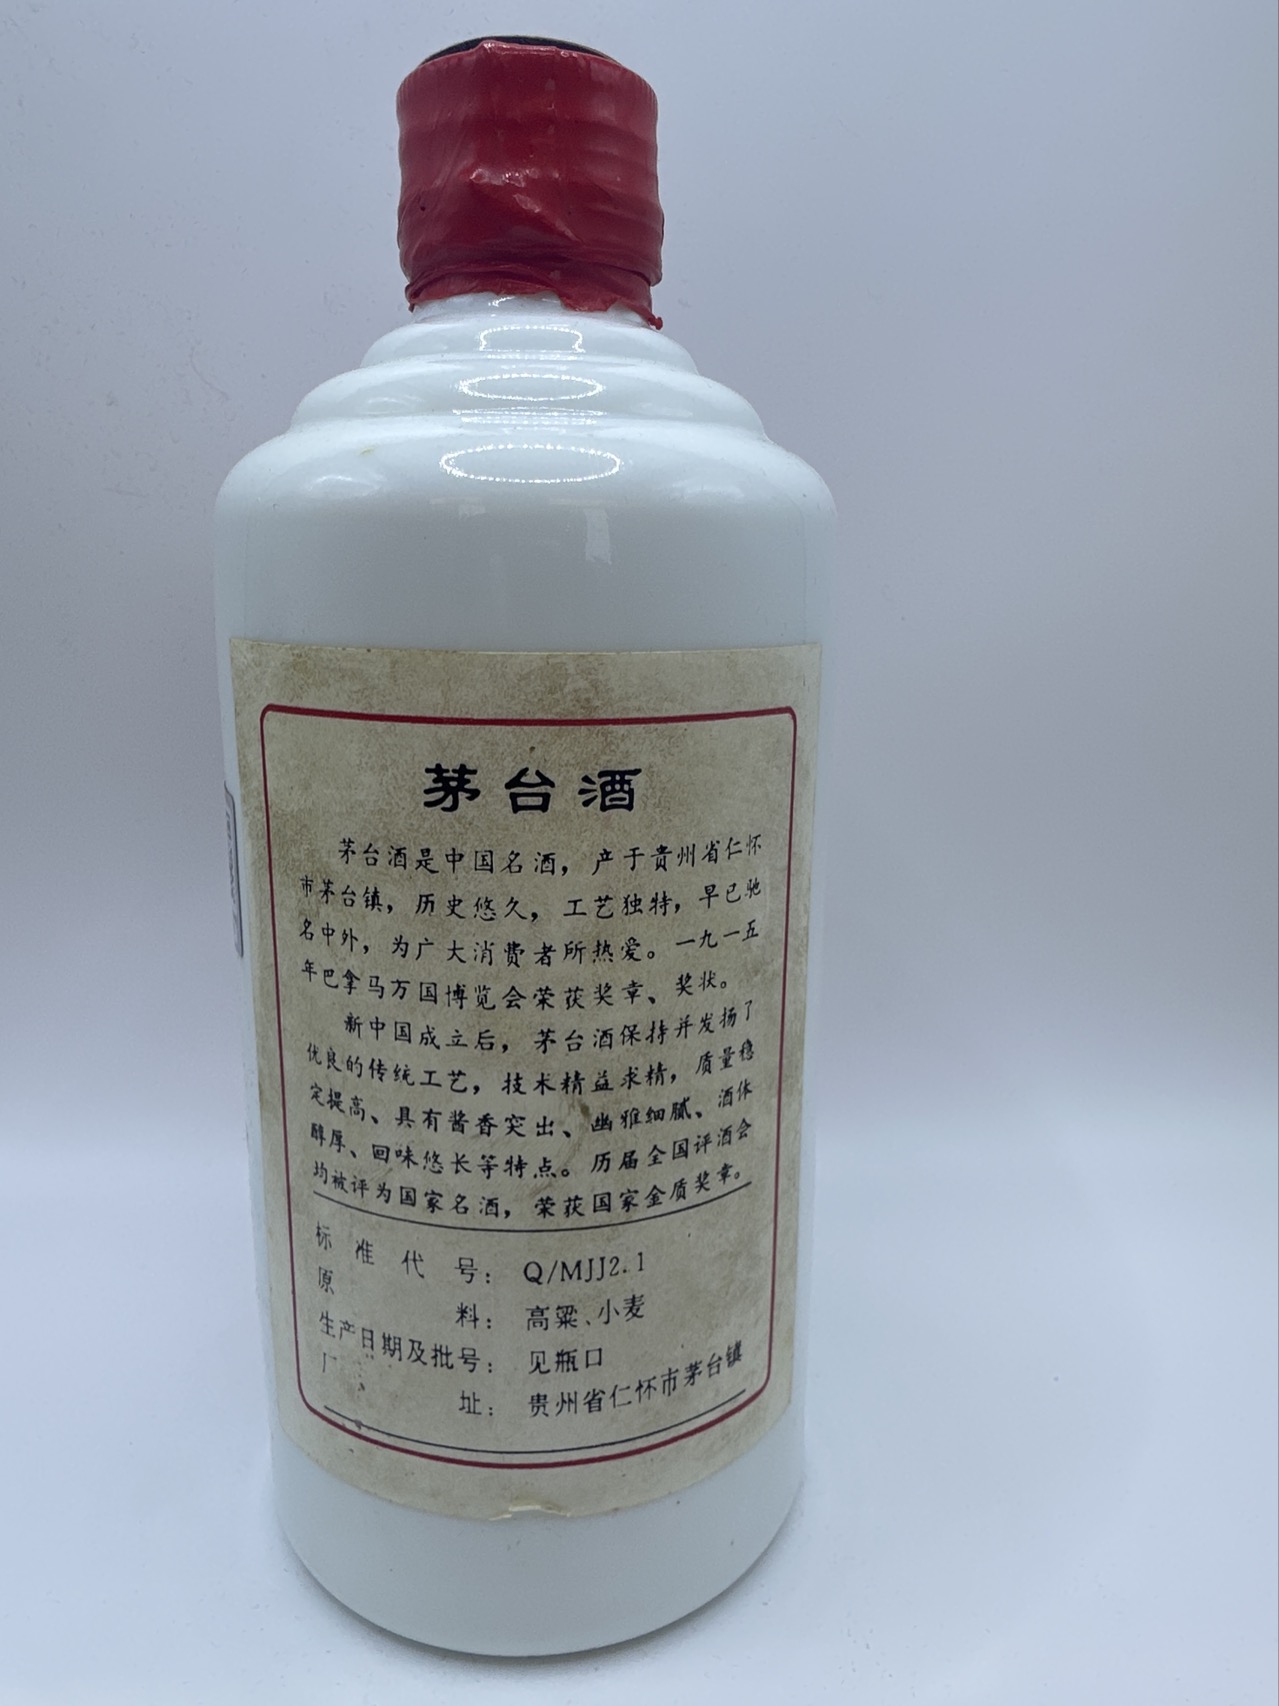 茅台酒
茅台酒是中国名酒，产于贵州省仁怀
市茅台镇，历史悠久，工艺独特，早已驰
名中外，为广大消费者所热爱。一九一五
年巴拿马万国博览会荣获奖章、奖状。
新中国成立后，茅台酒保持并发扬了
优良的传统工艺，技术精益求精，质量稳
定提高、具有酱香突出、幽雅细腻、酒体
醇厚、回味悠长等特点。历届全国评酒会
均被评为国家名酒，荣获国家金质奖章。
标准代号：Q/MJJ2.1
原料：高粱、小麦
生产日期及批号：见瓶口
厂址：贵州省仁怀市茅台镇